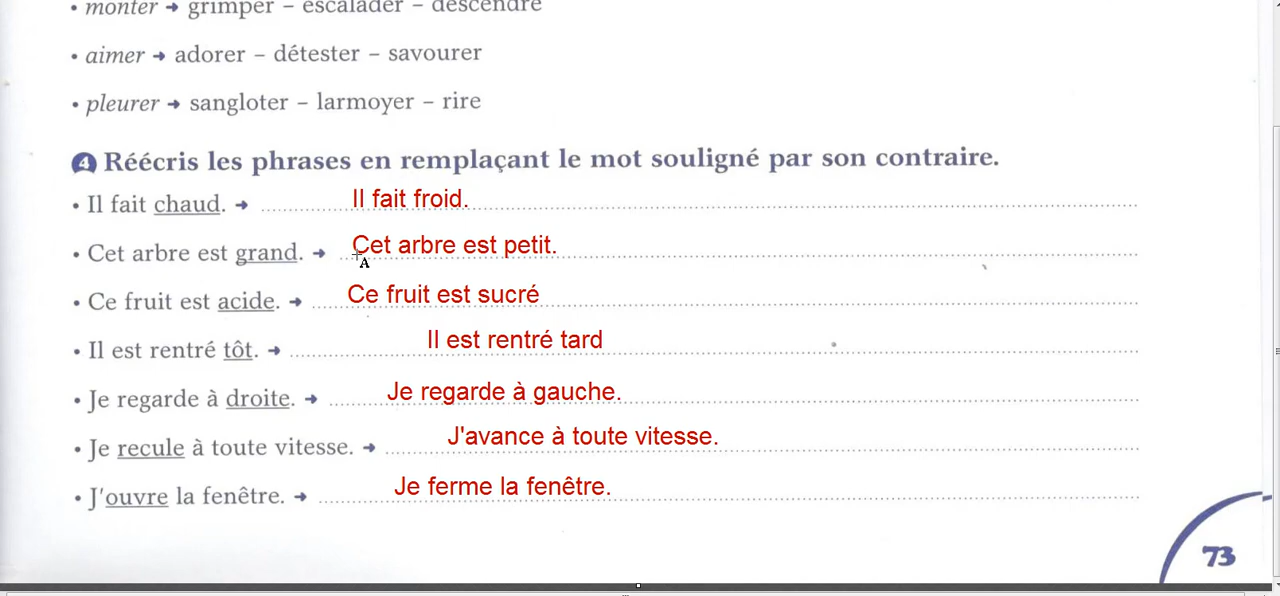 • monter ➔ grimper – escalader – descendre
• aimer ➔ adorer – détester – savourer
• pleurer ➔ sangloter – larmoyer – rire
4 Réécris les phrases en remplaçant le mot souligné par son contraire.
• Il fait chaud. ➔ Il fait froid.
• Cet arbre est grand. ➔ Cet arbre est petit.
• Ce fruit est acide. ➔ Ce fruit est sucré
• Il est rentré tôt. ➔ Il est rentré tard
• Je regarde à droite. ➔ Je regarde à gauche.
• Je recule à toute vitesse. ➔ J'avance à toute vitesse.
• J'ouvre la fenêtre. ➔ Je ferme la fenêtre.
73